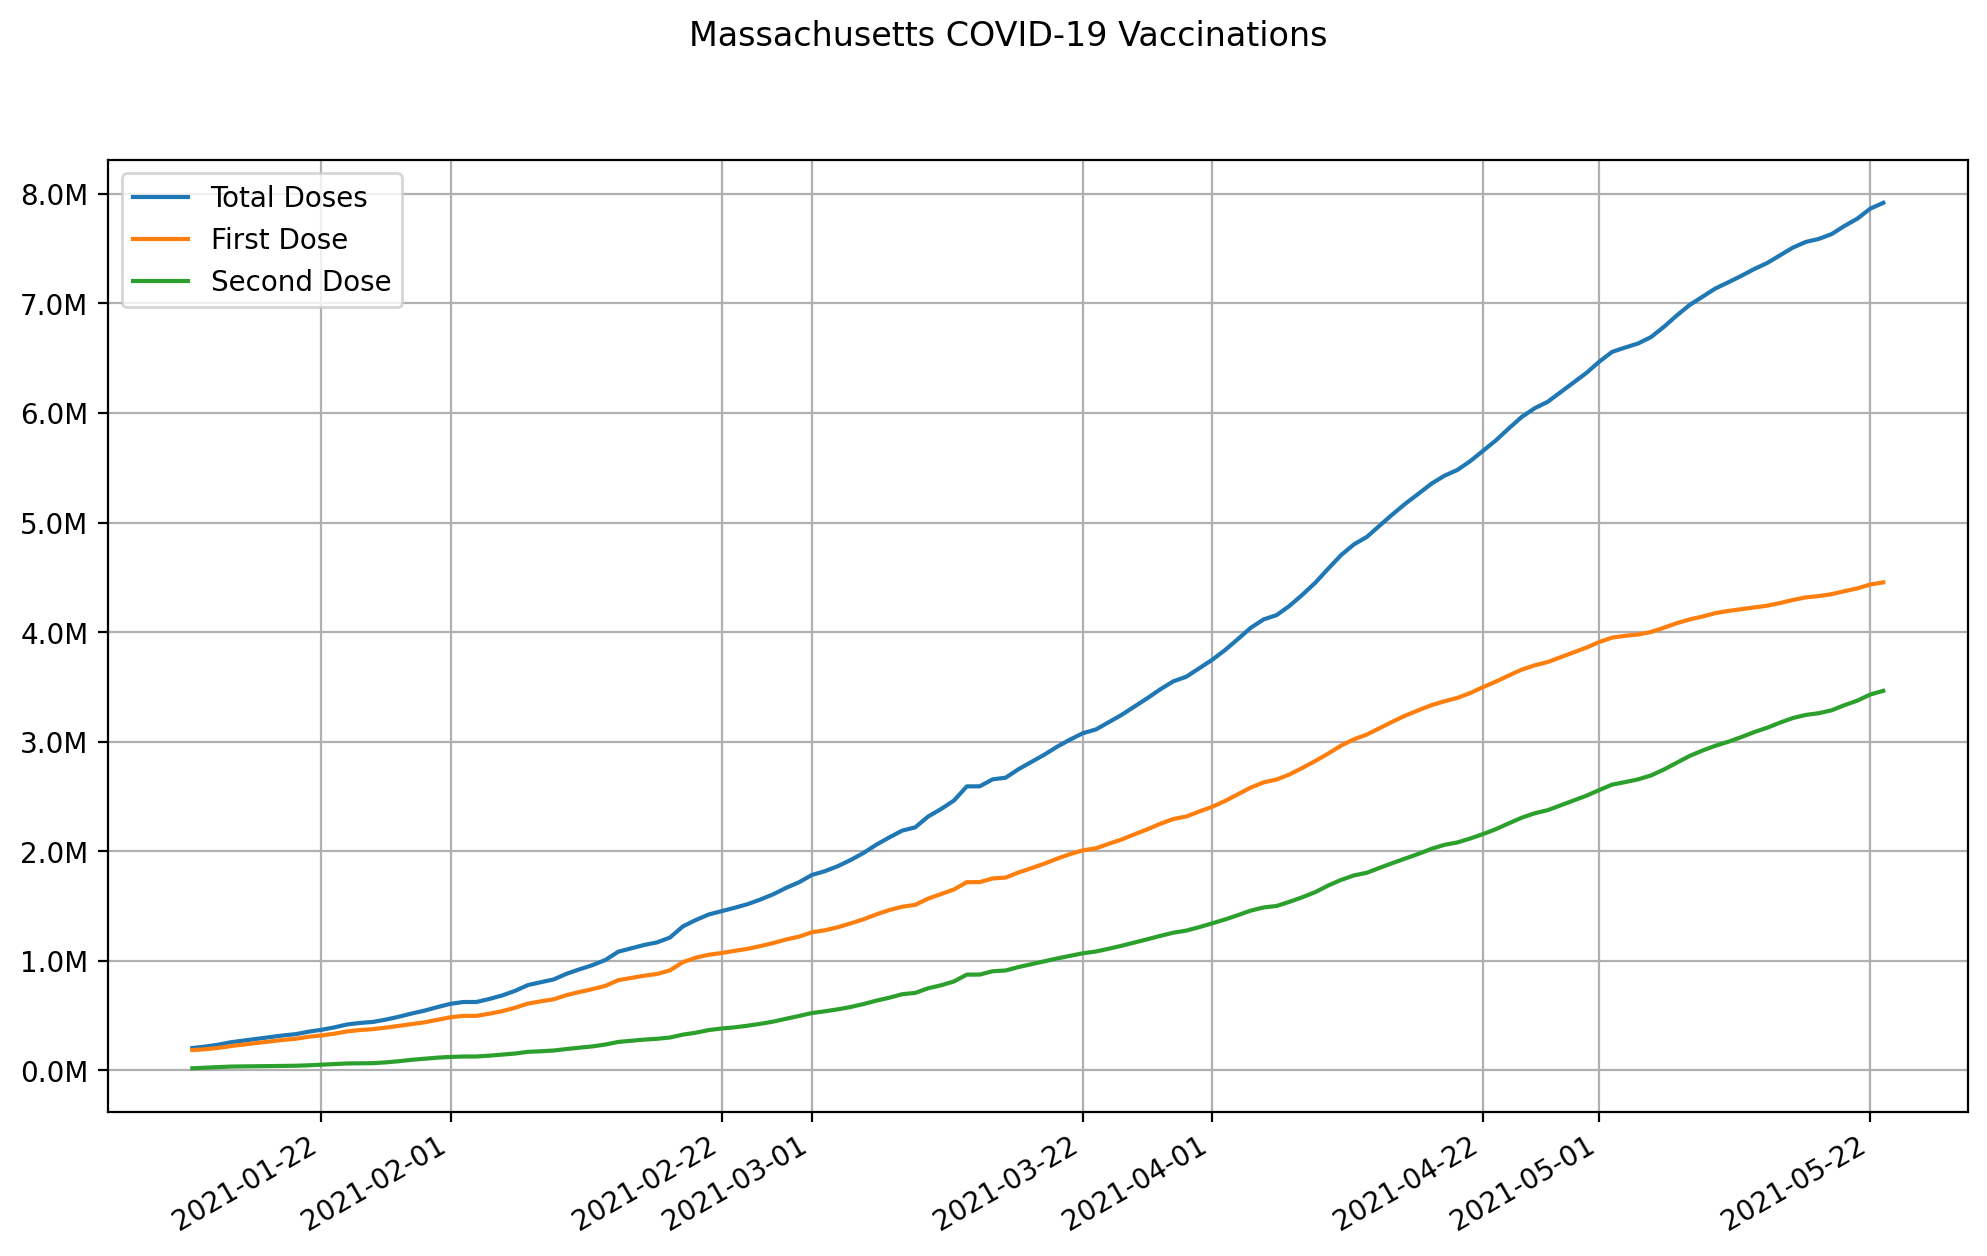 Massachusetts COVID-19 Vaccinations
8.0M
7.0M
6.0M
5.0M
4.0M
3.0M
2.0M
1.0M
0.0M
Total Doses
First Dose
Second Dose
2021-01-22
2021-02-01
2021-02-22
2021-03-01
2021-03-22
2021-04-01
2021-04-22
2021-05-01
2021-05-22